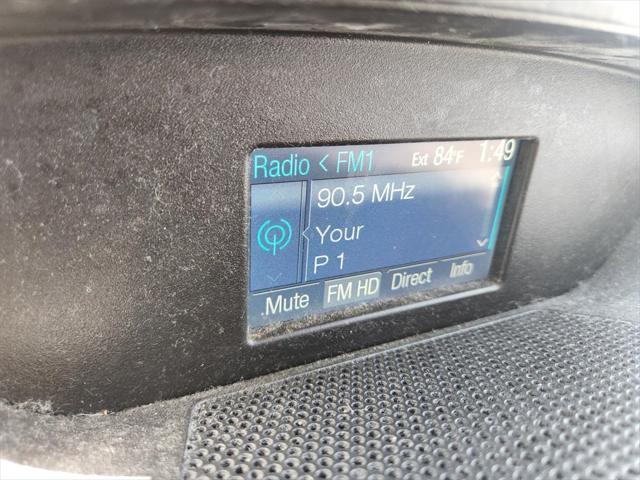 Radio < FM1 Ext 84°F 1:49
90.5 MHz
Your
P 1
.Mute FM HD Direct Info